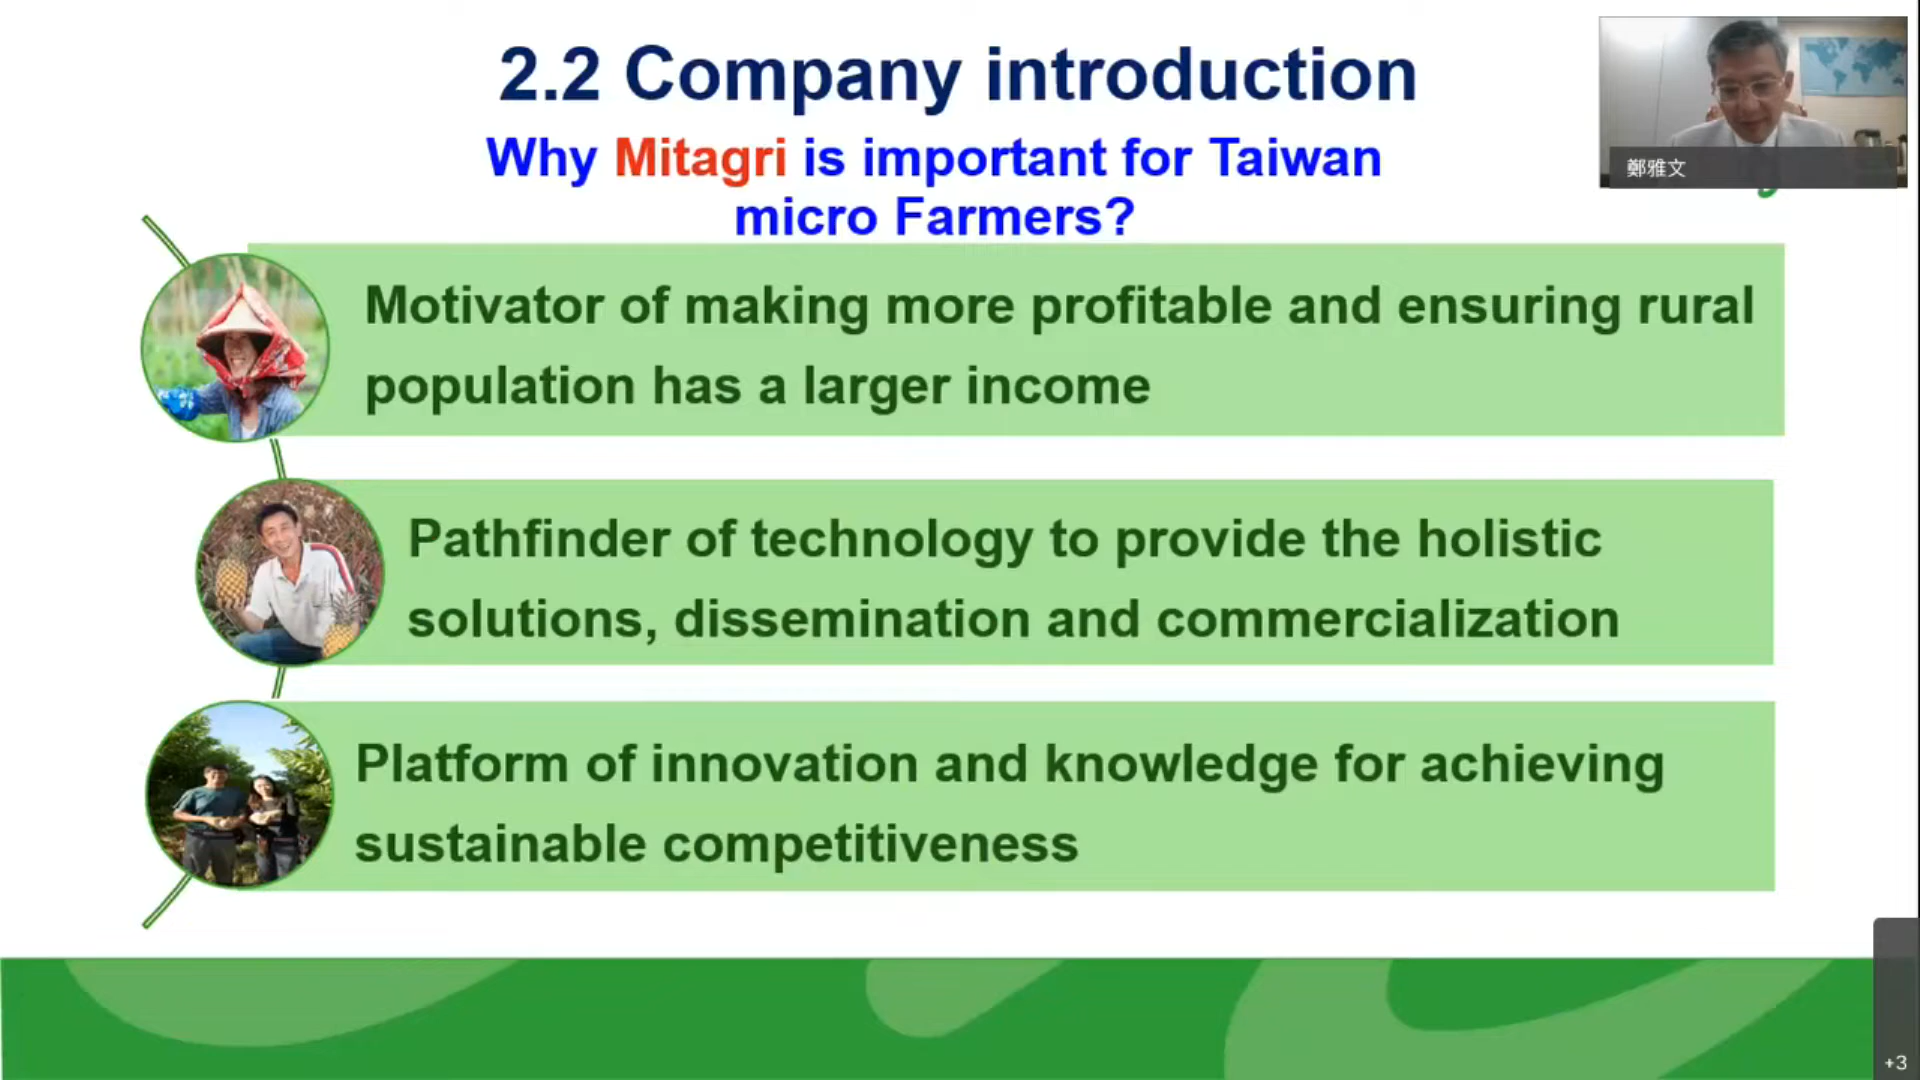 2.2 Company introduction
Why Mitagri is important for Taiwan
micro Farmers?
鄭雅文
Motivator of making more profitable and ensuring rural
population has a larger income
Pathfinder of technology to provide the holistic
solutions, dissemination and commercialization
Platform of innovation and knowledge for achieving
sustainable competitiveness
+3